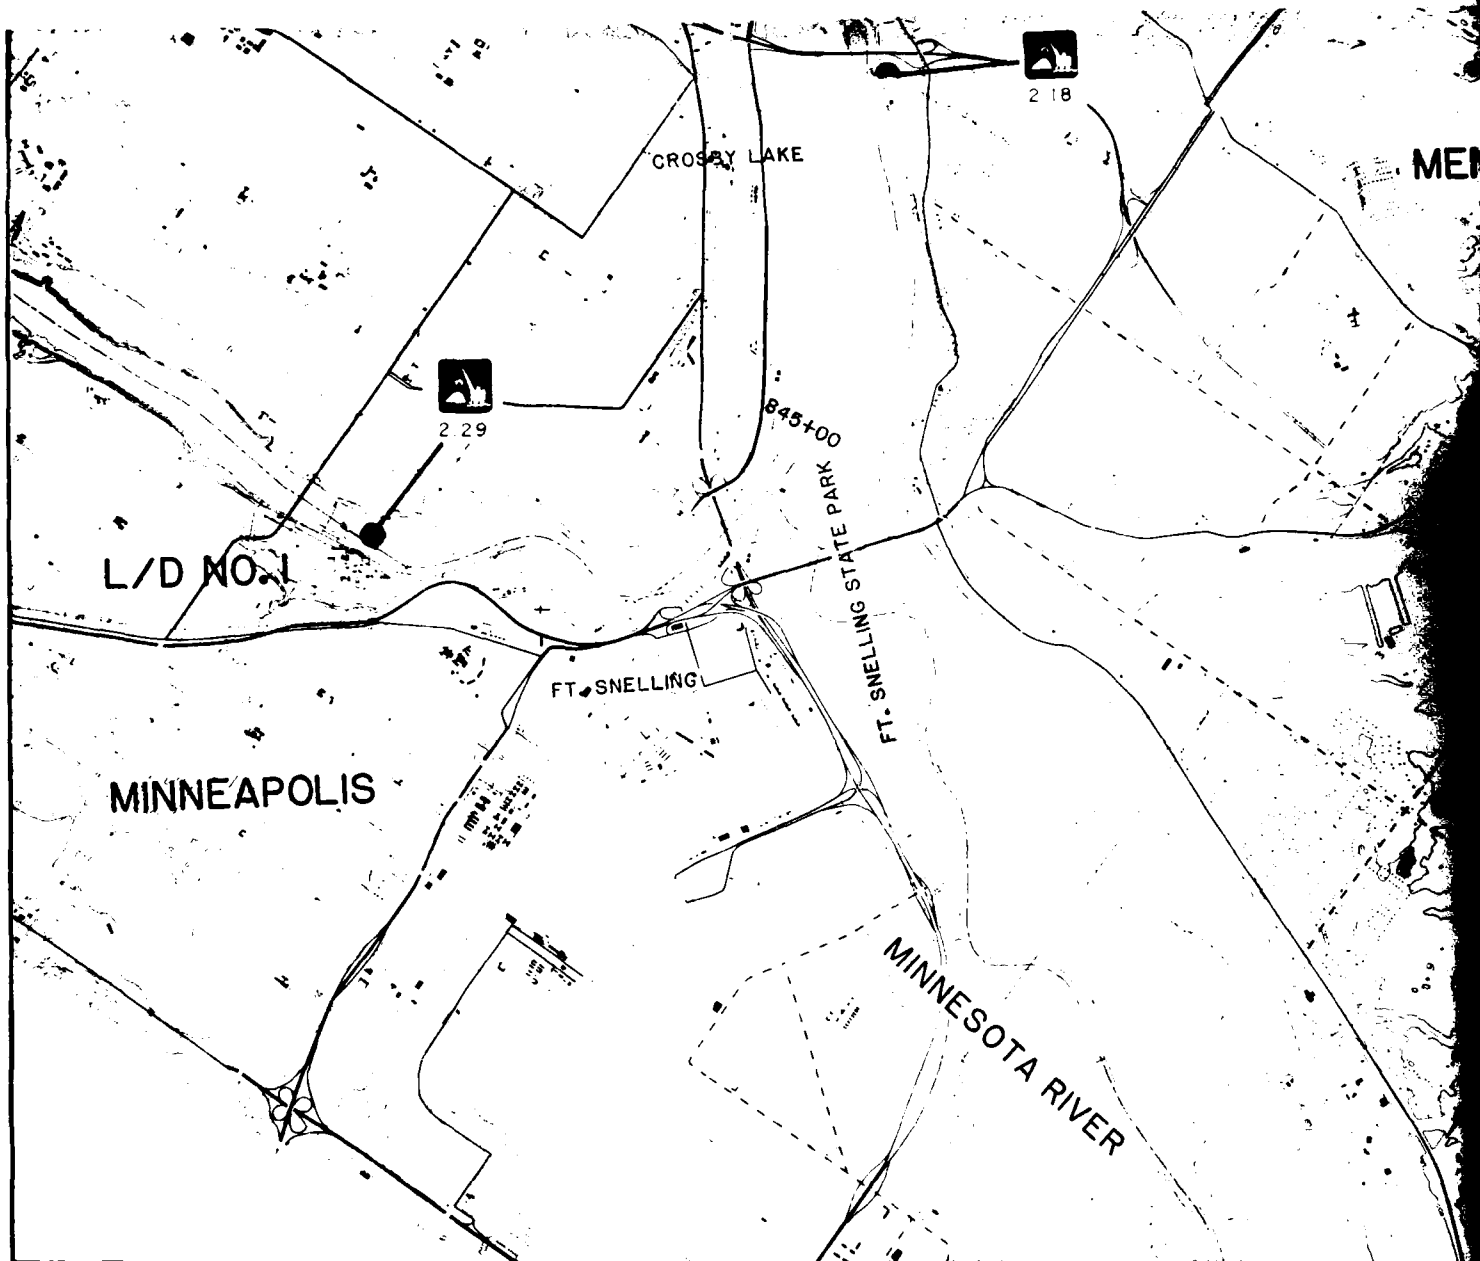 2.18
CROSBY LAKE
2.29
845+00
FT. SNELLING STATE PARK
L/D NO. 1
FT. SNELLING
MINNEAPOLIS
MINNESOTA RIVER